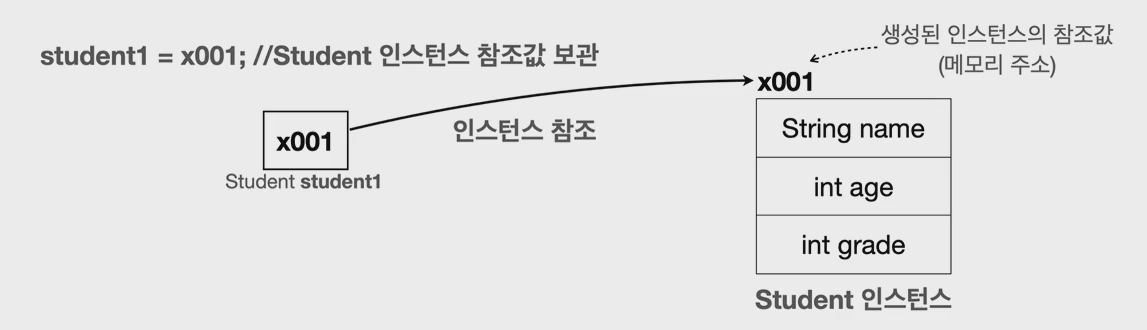 student1 = x001; //Student 인스턴스 참조값 보관
생성된 인스턴스의 참조값
(메모리 주소)
x001
x001
인스턴스 참조
Student student1
String name
int age
int grade
Student 인스턴스